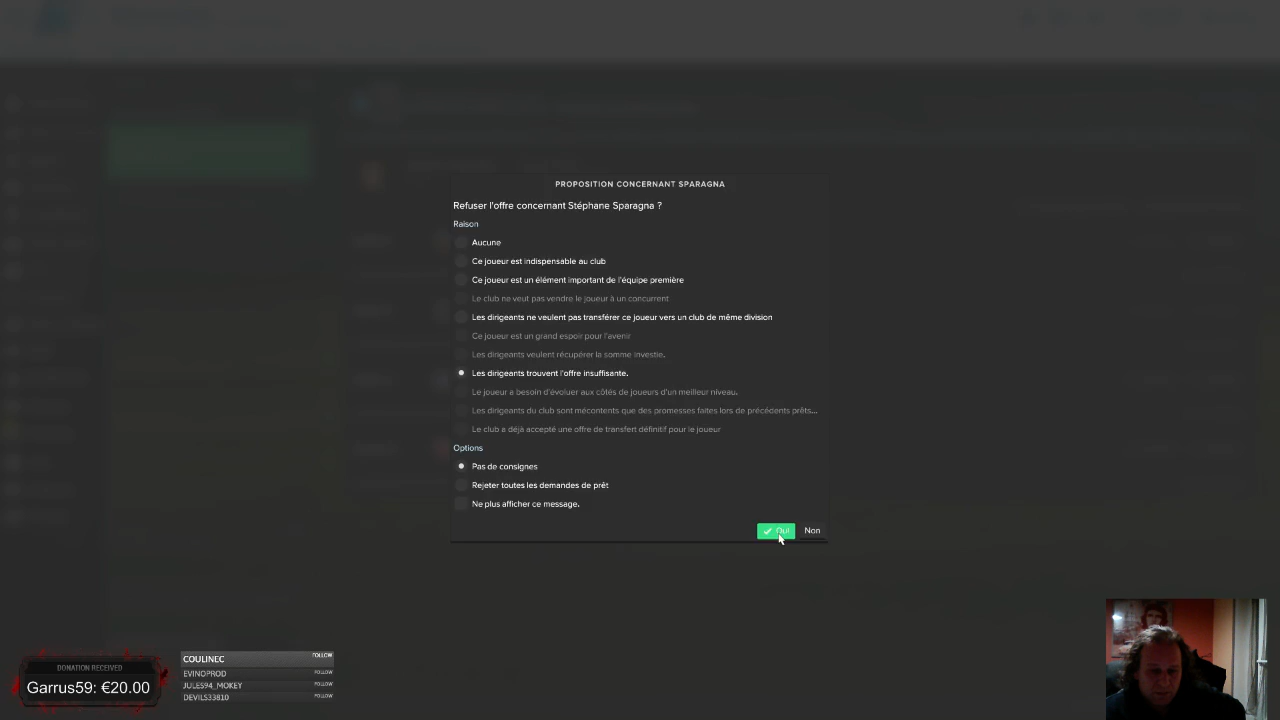 PROPOSITION CONCERNANT SPARAGNA
Refuser l'offre concernant Stéphane Sparagna ?
Raison
Aucune
Ce joueur est indispensable au club
Ce joueur est un élément important de l'équipe première
Le club ne veut pas vendre le joueur à un concurrent
Les dirigeants ne veulent pas transférer ce joueur vers un club de même division
Ce joueur est un grand espoir pour l'avenir
Les dirigeants veulent récupérer la somme investie.
Les dirigeants trouvent l'offre insuffisante.
Le joueur a besoin d'évoluer aux côtés de joueurs d'un meilleur niveau.
Les dirigeants du club sont mécontents que des promesses faites lors de précédents prêts...
Le club a déjà accepté une offre de transfert définitif pour le joueur
Options
Pas de consignes
Rejeter toutes les demandes de prêt
Ne plus afficher ce message.
Oui Non
DONATION RECEIVED
Garrus59: €20.00
COULINEC FOLLOW
EVINOPROD FOLLOW
JULES94_MOKEY FOLLOW
DEVILS33810 FOLLOW